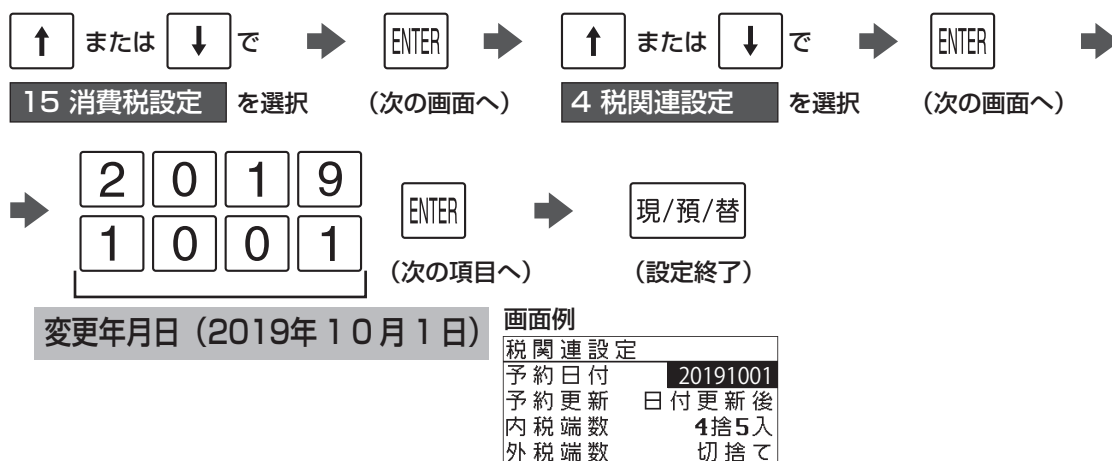 ↑ または ↓ で ENTER ↑ または ↓ で ENTER
15 消費税設定 を選択 (次の画面へ) 4 税関連設定 を選択 (次の画面へ)
2 0 1 9
1 0 0 1
ENTER 現/預/替
(次の項目へ) (設定終了)
変更年月日(2019年10月1日)
画面例
税関連設定
予約日付 20191001
予約更新 日付更新後
内税端数 4捨5入
外税端数 切捨て